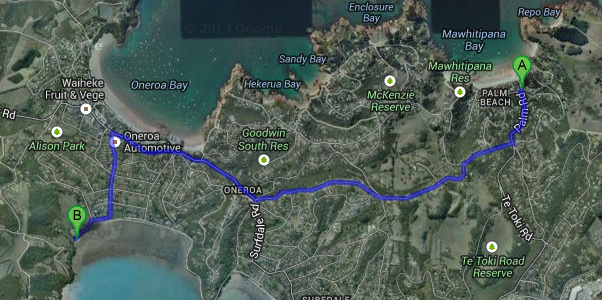 © 2013 Google
Enclosure
Bay
Repo Bay
Mawhitipana
Bay
Sandy Bay
A
Mawhitipana
Res
Waiheke
Fruit & Vege
Oneroa Bay
Hekerua Bay
McKenzie
Reserve
PALM
BEACH
Palm Rd
Rd
Alison Park
Oneroa
Automotive
Goodwin
South Res
ONEROA
Te Toki Rd
B
Surfdale Rd
Te Toki Road
Reserve
SURFDALE